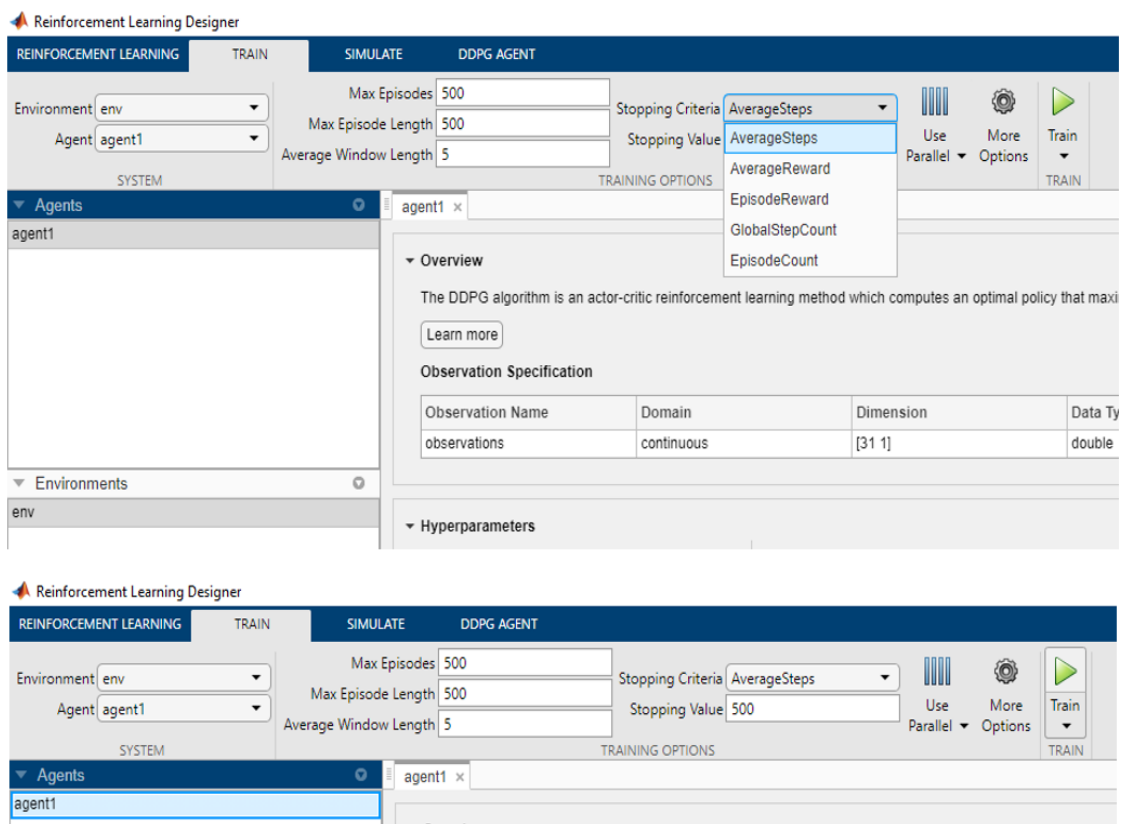 Reinforcement Learning Designer
REINFORCEMENT LEARNING TRAIN SIMULATE DDPG AGENT
Environment env
Agent agent1
SYSTEM
Max Episodes 500
Max Episode Length 500
Average Window Length 5
Stopping Criteria AverageSteps
Stopping Value
AverageSteps
AverageReward
EpisodeReward
GlobalStepCount
EpisodeCount
TRAINING OPTIONS
Use Parallel
More Options
Train
TRAIN
Agents
agent1
Environments
env
agent1 ×
Overview
The DDPG algorithm is an actor-critic reinforcement learning method which computes an optimal policy that maxi
Learn more
Observation Specification
Observation Name Domain Dimension Data Ty
observations continuous [31 1] double
Hyperparameters
Reinforcement Learning Designer
REINFORCEMENT LEARNING TRAIN SIMULATE DDPG AGENT
Environment env
Agent agent1
SYSTEM
Max Episodes 500
Max Episode Length 500
Average Window Length 5
Stopping Criteria AverageSteps
Stopping Value 500
TRAINING OPTIONS
Use Parallel
More Options
Train
TRAIN
Agents
agent1
agent1 ×